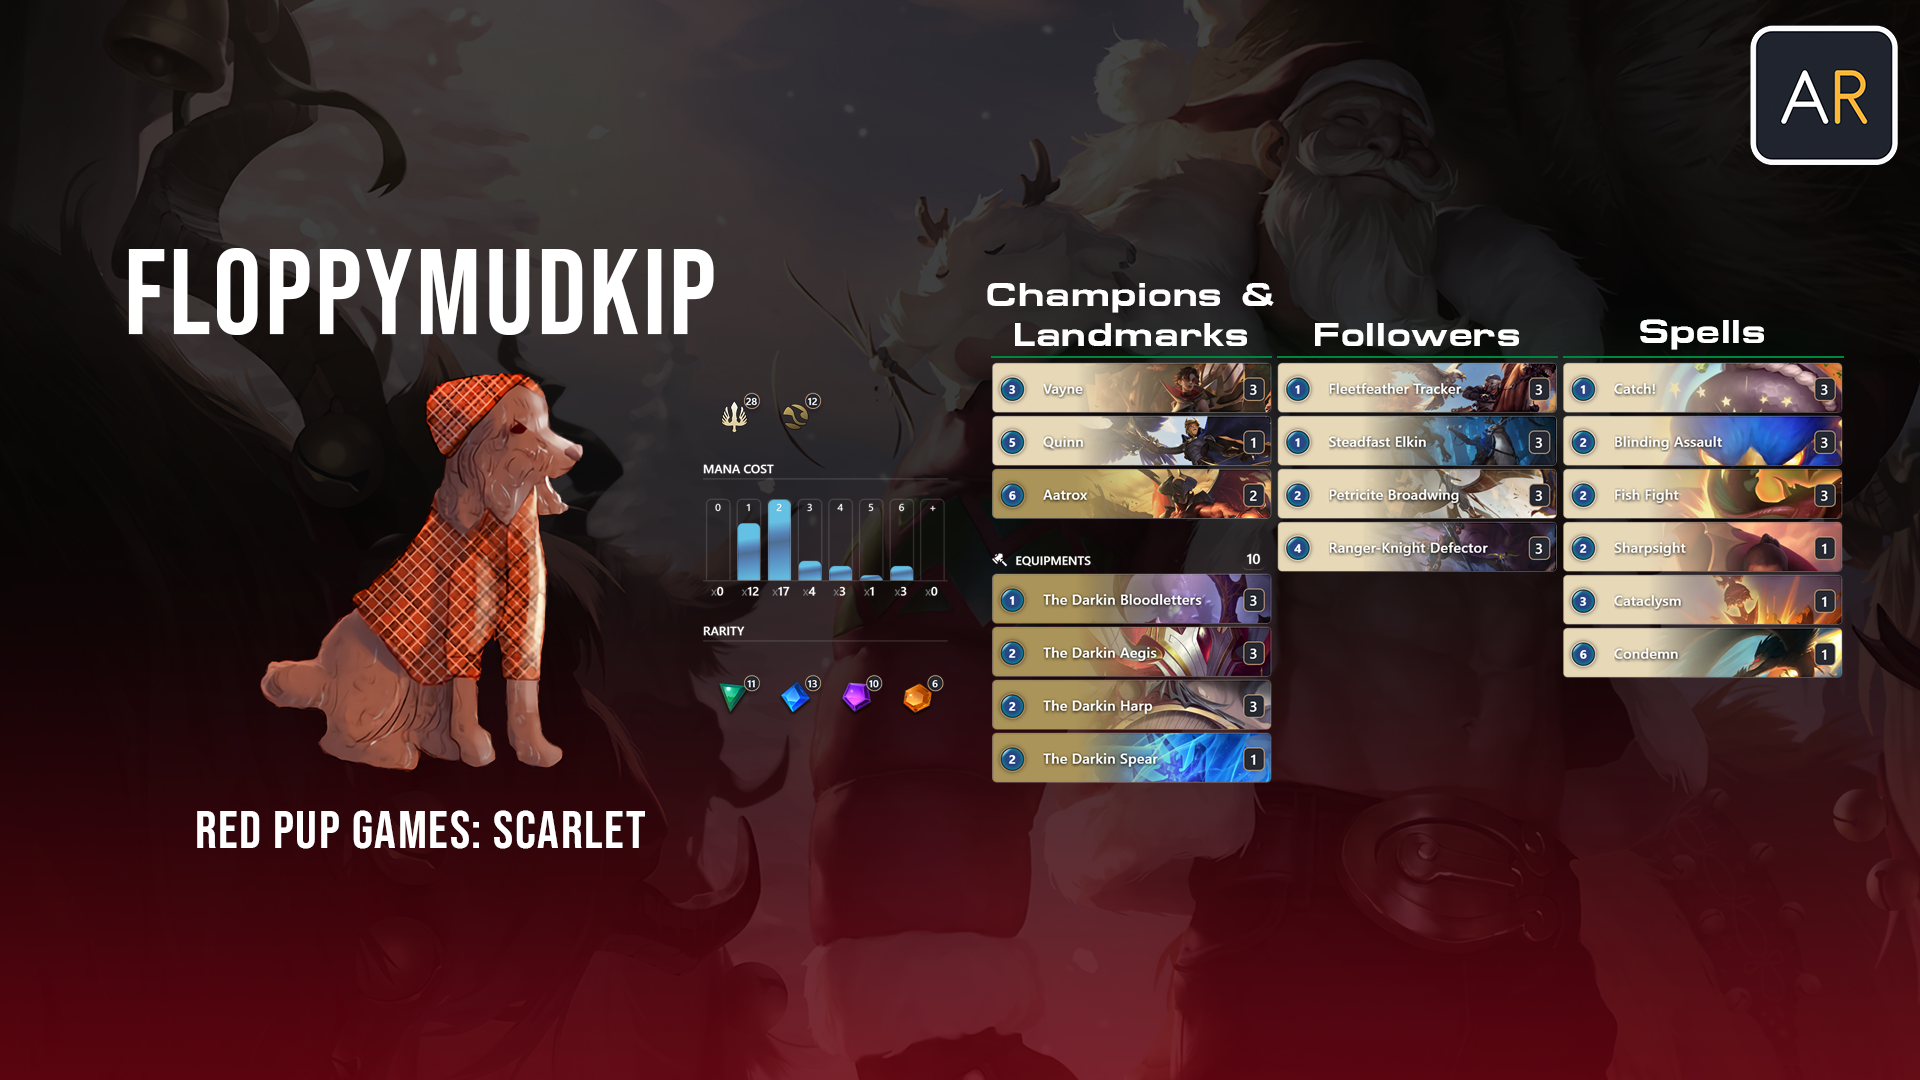 AR
FLOPPYMUDKIP
RED PUP GAMES: SCARLET
28
12
MANA COST
0 1 2 3 4 5 6 +
x0 x12 x17 x4 x3 x1 x3 x0
RARITY
11 13 10 6
Champions &
Landmarks
3 Vayne 3
5 Quinn 1
6 Aatrox 2
EQUIPMENTS 10
1 The Darkin Bloodletters 3
2 The Darkin Aegis 3
2 The Darkin Harp 3
2 The Darkin Spear 1
Followers
1 Fleetfeather Tracker 3
1 Steadfast Elkin 3
2 Petricite Broadwing 3
4 Ranger-Knight Defector 3
Spells
1 Catch! 3
2 Blinding Assault 3
2 Fish Fight 3
2 Sharpsight 1
3 Cataclysm 1
6 Condemn 1